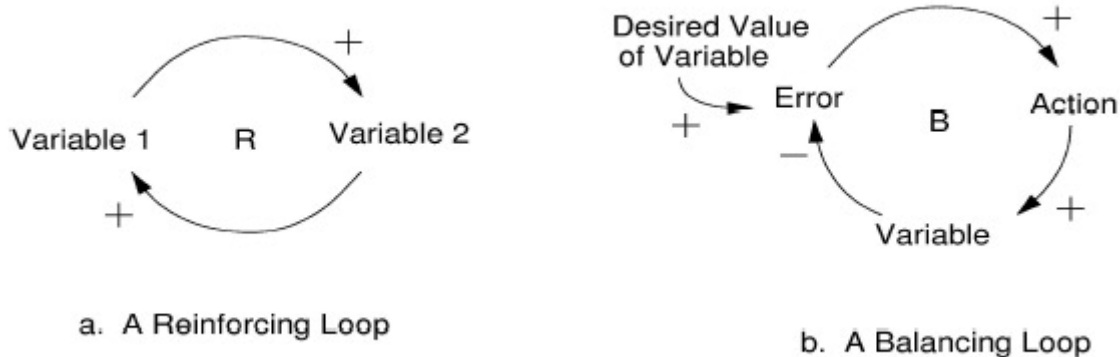 +
Variable 1
R
Variable 2
+
a. A Reinforcing Loop
Desired Value
of Variable
+
Error
+
B
Action
−
+
Variable
b. A Balancing Loop